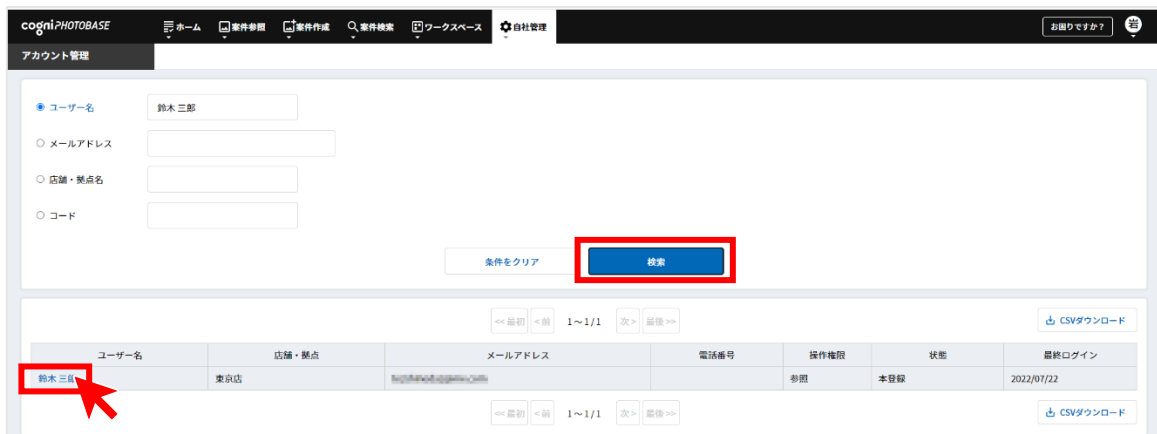 cogni PHOTOBASE ホーム 案件参照 案件作成 案件検索 ワークスペース 自社管理 お困りですか? 岩
アカウント管理
ユーザー名 鈴木 三郎
メールアドレス
店舗・拠点名
コード
条件をクリア 検索
<<最初 <前 1～1/1 次> 最後>> CSVダウンロード
ユーザー名 店舗・拠点 メールアドレス 電話番号 操作権限 状態 最終ログイン
鈴木 三郎 東京店 参照 本登録 2022/07/22
<<最初 <前 1～1/1 次> 最後>> CSVダウンロード